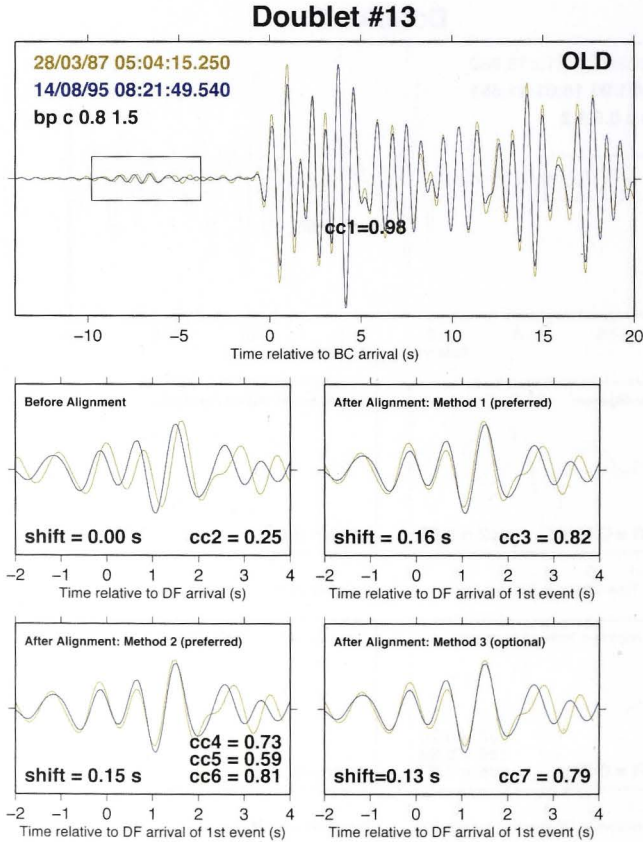 Doublet #13
28/03/87 05:04:15.250
OLD
14/08/95 08:21:49.540
bp c 0.8 1.5
cc1=0.98
−10 −5 0 5 10 15 20
Time relative to BC arrival (s)
Before Alignment
shift = 0.00 s cc2 = 0.25
−2 −1 0 1 2 3 4
Time relative to DF arrival (s)
After Alignment: Method 1 (preferred)
shift = 0.16 s cc3 = 0.82
−2 −1 0 1 2 3 4
Time relative to DF arrival of 1st event (s)
After Alignment: Method 2 (preferred)
cc4 = 0.73
cc5 = 0.59
shift = 0.15 s cc6 = 0.81
−2 −1 0 1 2 3 4
Time relative to DF arrival of 1st event (s)
After Alignment: Method 3 (optional)
shift=0.13 s cc7 = 0.79
−2 −1 0 1 2 3 4
Time relative to DF arrival of 1st event (s)